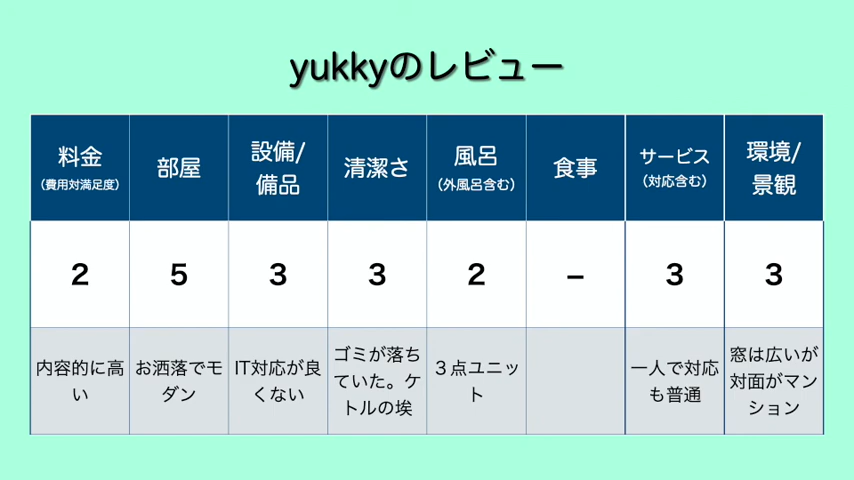 yukkyのレビュー
料金
(費用対満足度)
部屋
設備/
備品
清潔さ
風呂
(外風呂含む)
食事
サービス
(対応含む)
環境/
景観
2
5
3
3
2
–
3
3
内容的に高
い
お洒落でモ
ダン
IT対応が良
くない
ゴミが落ち
ていた。ケ
トルの埃
３点ユニッ
ト
一人で対応
も普通
窓は広いが
対面がマン
ション